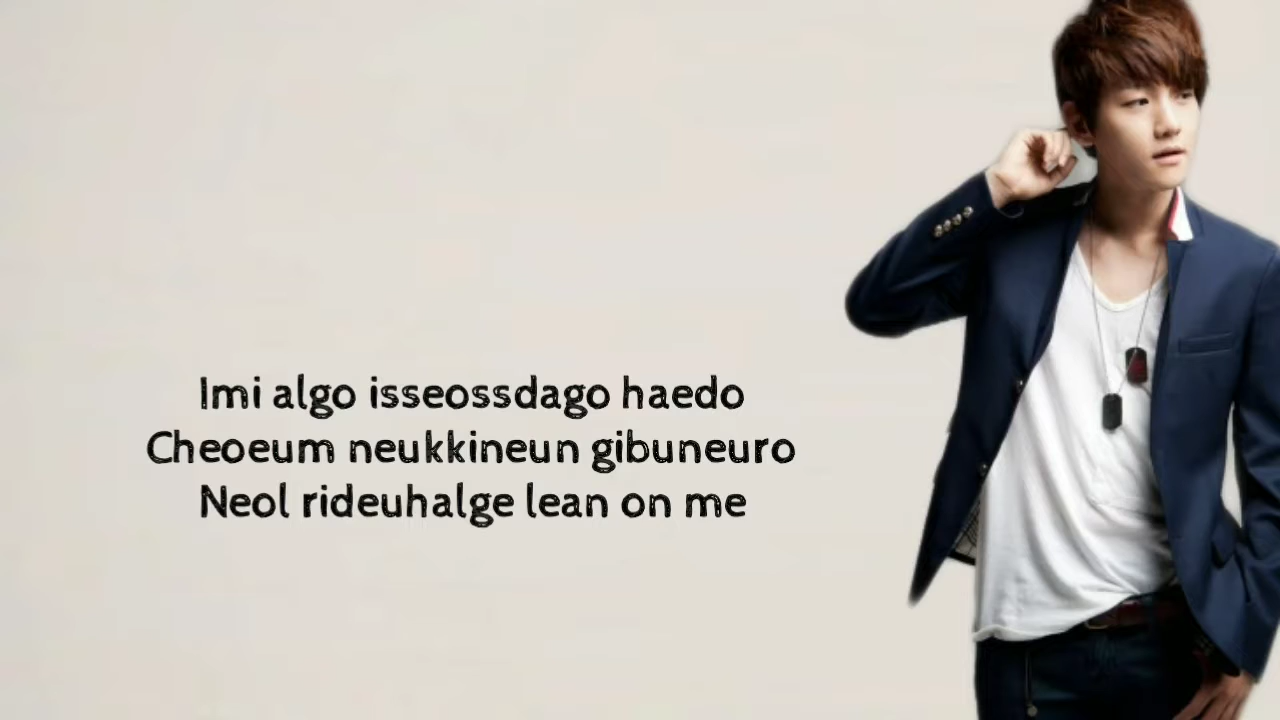 Imi algo isseossdago haedo
Cheoeum neukkineun gibuneuro
Neol rideuhalge lean on me